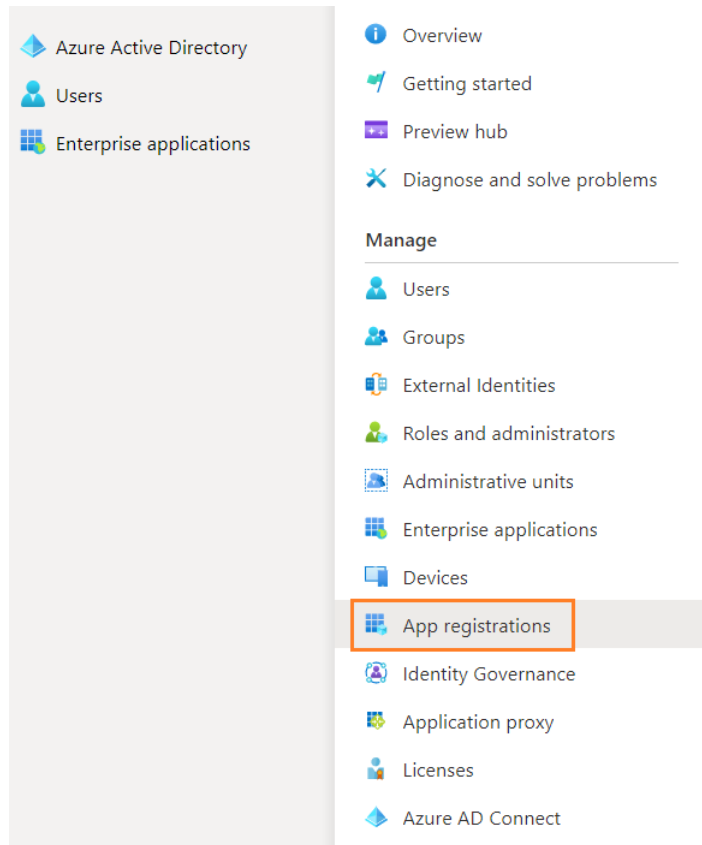 Azure Active Directory
Users
Enterprise applications
Overview
Getting started
Preview hub
Diagnose and solve problems
Manage
Users
Groups
External Identities
Roles and administrators
Administrative units
Enterprise applications
Devices
App registrations
Identity Governance
Application proxy
Licenses
Azure AD Connect